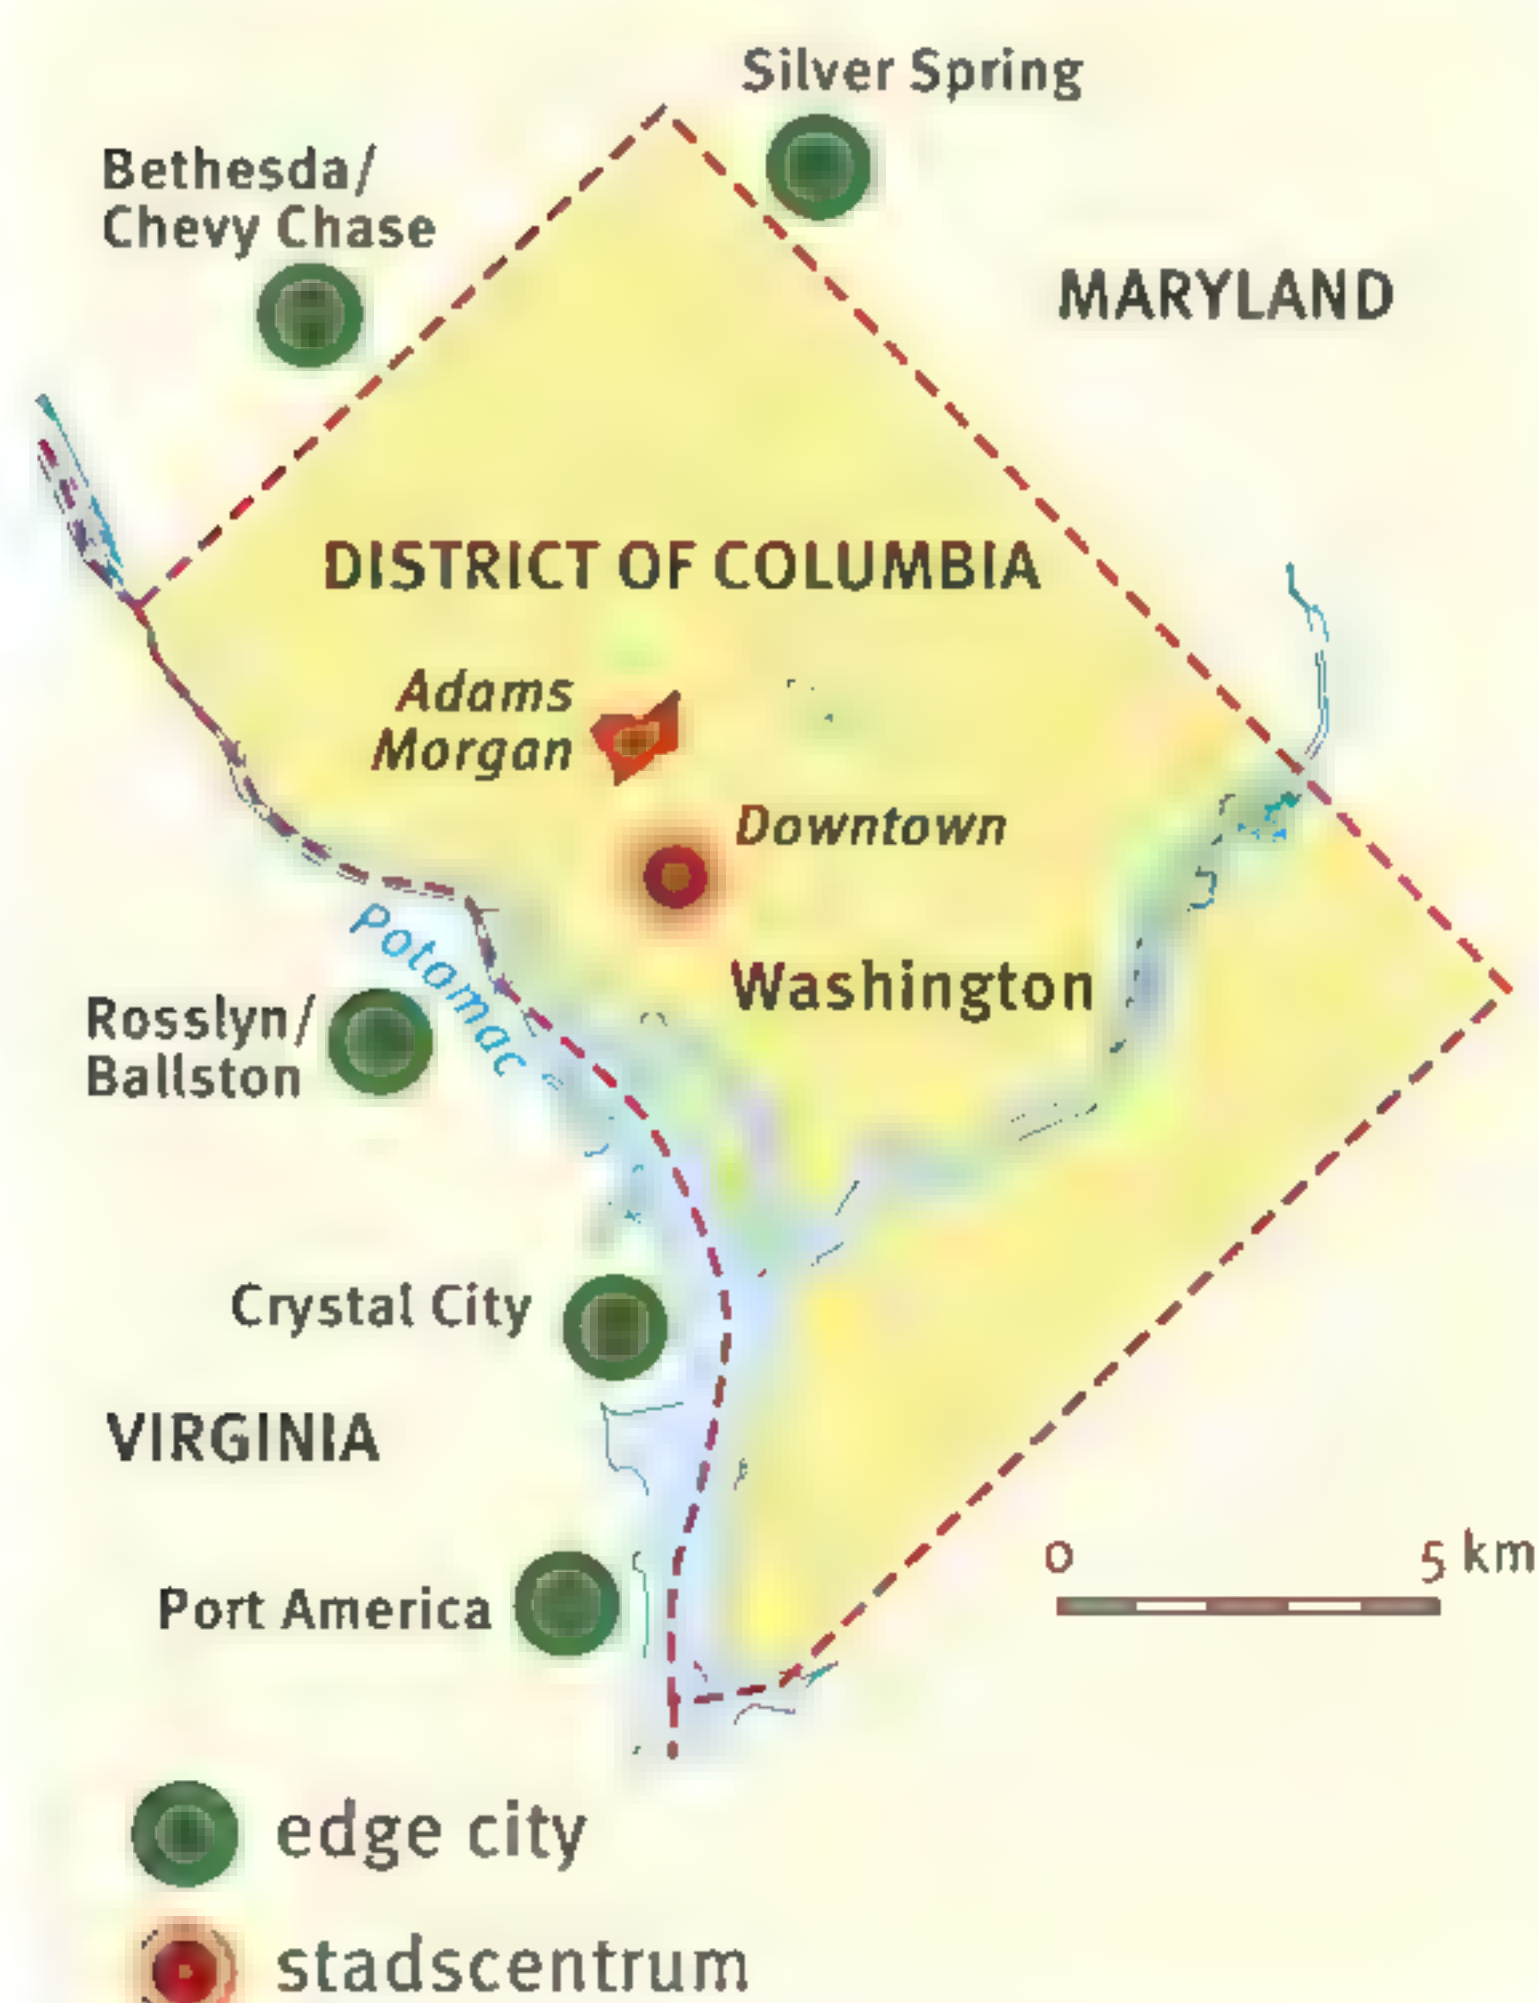 Silver Spring
Bethesda/
Chevy Chase
MARYLAND
DISTRICT OF COLUMBIA
Adams
Morgan
Downtown
Potomac
Washington
Rosslyn/
Ballston
Crystal City
VIRGINIA
0 5 km
Port America
edge city
stadscentrum